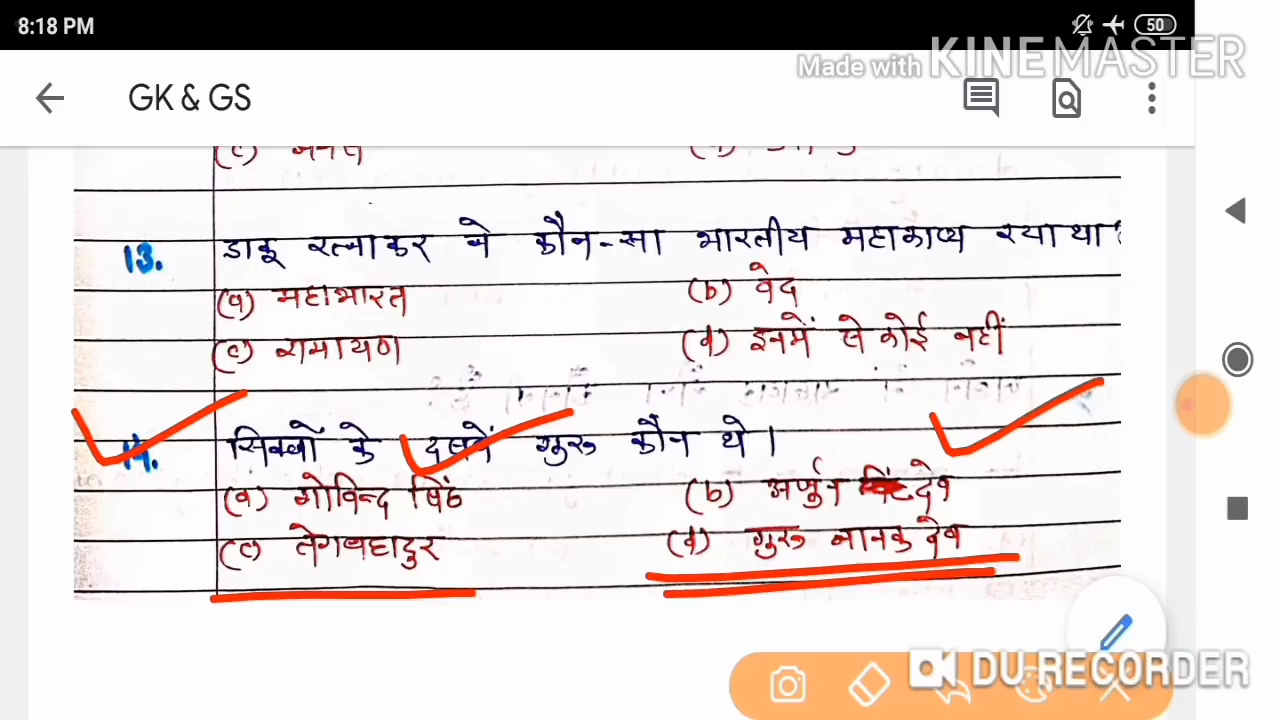 8:18 PM
50
Made with KINEMASTER
GK & GS
13. डाकू रत्नाकर ने कौन-सा भारतीय महाकाव्य रचा था?
(a) महाभारत (b) वेद
(c) रामायण (d) इनमें से कोई नहीं
14. सिक्खों के दसवें गुरू कौन थे।
(a) गोविन्द सिंह (b) अर्जुन देव
(c) तेगबहादुर (d) गुरू नानक देव
DU RECORDER